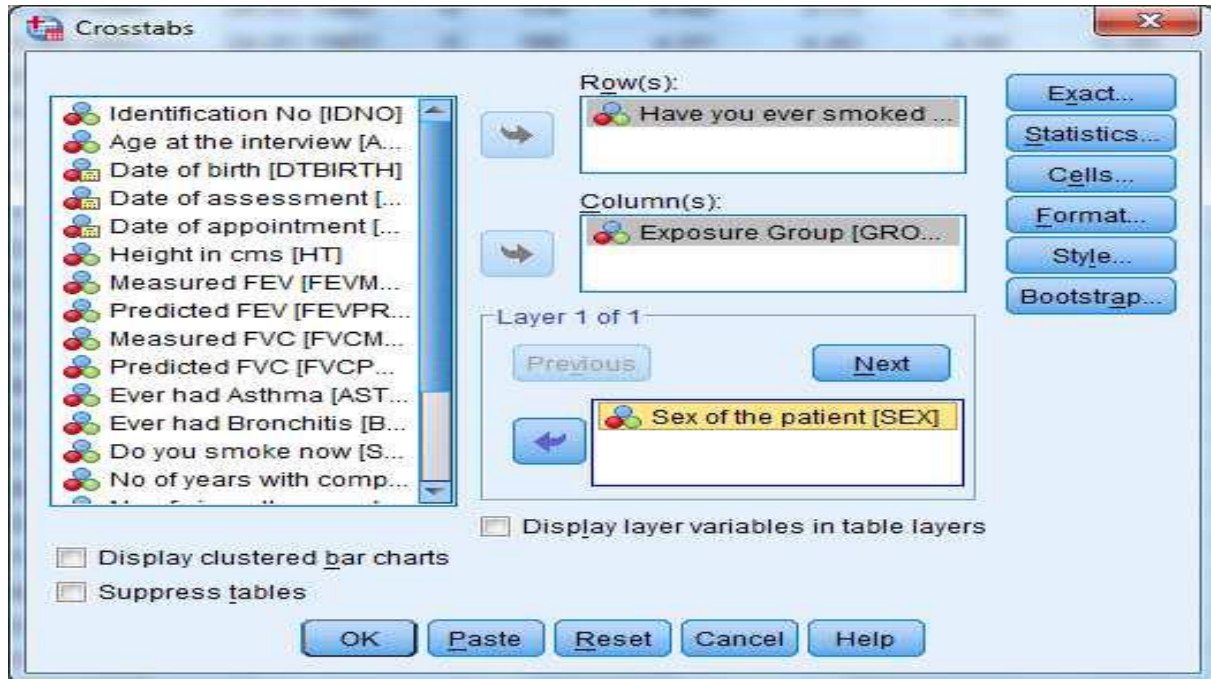 Crosstabs
Identification No [IDNO]
Age at the interview [A...
Date of birth [DTBIRTH]
Date of assessment [...
Date of appointment [...
Height in cms [HT]
Measured FEV [FEVM...
Predicted FEV [FEVPR...
Measured FVC [FVCM...
Predicted FVC [FVCP...
Ever had Asthma [AST...
Ever had Bronchitis [B...
Do you smoke now [S...
No of years with comp...
Row(s):
Have you ever smoked ...
Column(s):
Exposure Group [GRO...
Layer 1 of 1
Previous
Next
Sex of the patient [SEX]
Display layer variables in table layers
Exact...
Statistics...
Cells...
Format...
Style...
Bootstrap...
Display clustered bar charts
Suppress tables
OK Paste Reset Cancel Help